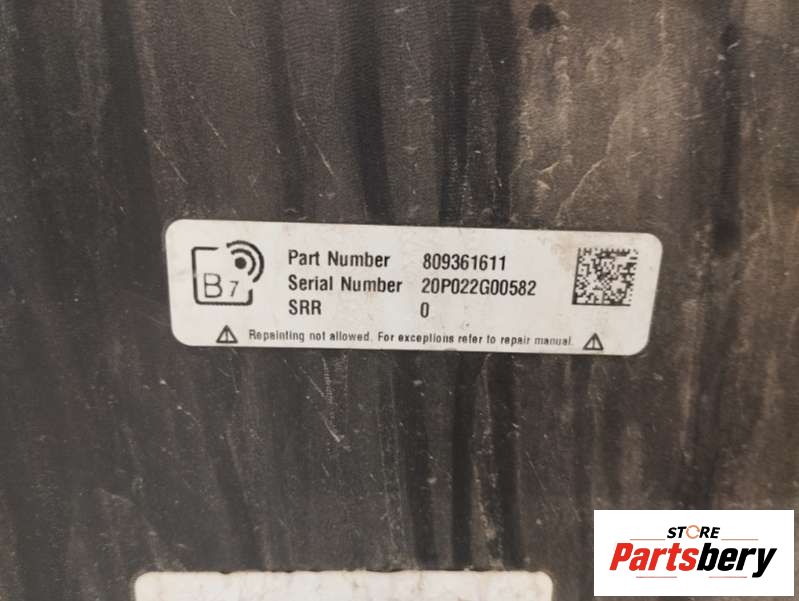 B7
Part Number 809361611
Serial Number 20P022G00582
SRR 0
Repainting not allowed. For exceptions refer to repair manual.
STORE
Partsbery